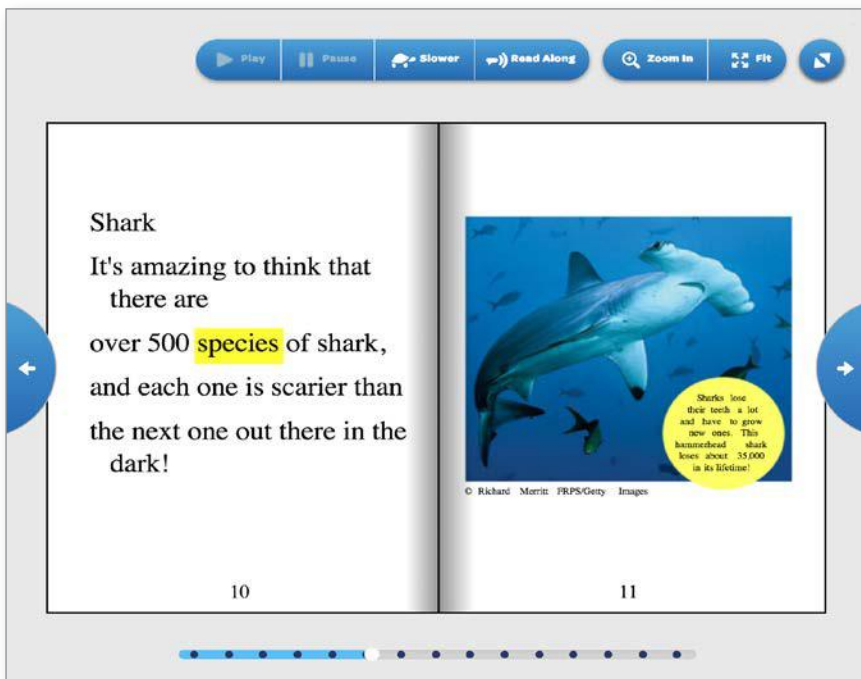 Play
Pause
Slower
Read Along
Zoom In
Fit
Shark
It's amazing to think that
there are
over 500 species of shark,
and each one is scarier than
the next one out there in the
dark!
10
Sharks lose
their teeth a lot
and have to grow
new ones. This
hammerhead shark
loses about 35,000
in its lifetime!
© Richard Merritt FRPS/Getty Images
11